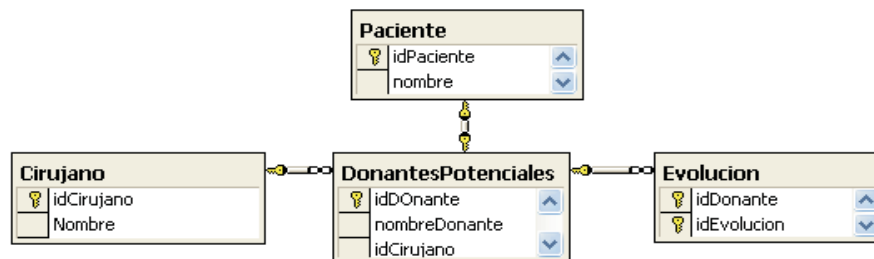 Paciente
idPaciente
nombre
Cirujano
idCirujano
Nombre
DonantesPotenciales
idDOnante
nombreDonante
idCirujano
Evolucion
idDonante
idEvolucion